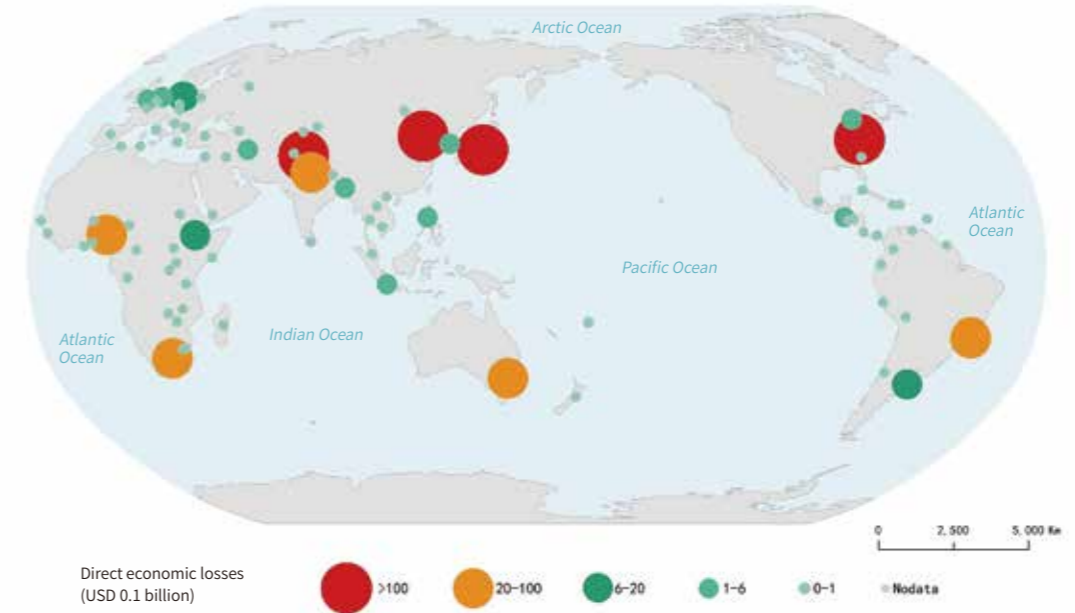 Arctic Ocean
Atlantic
Ocean
Pacific Ocean
Indian Ocean
Atlantic
Ocean
0 2,500 5,000 Km
Direct economic losses
(USD 0.1 billion)
>100 20-100 6-20 1-6 0-1 Nodata